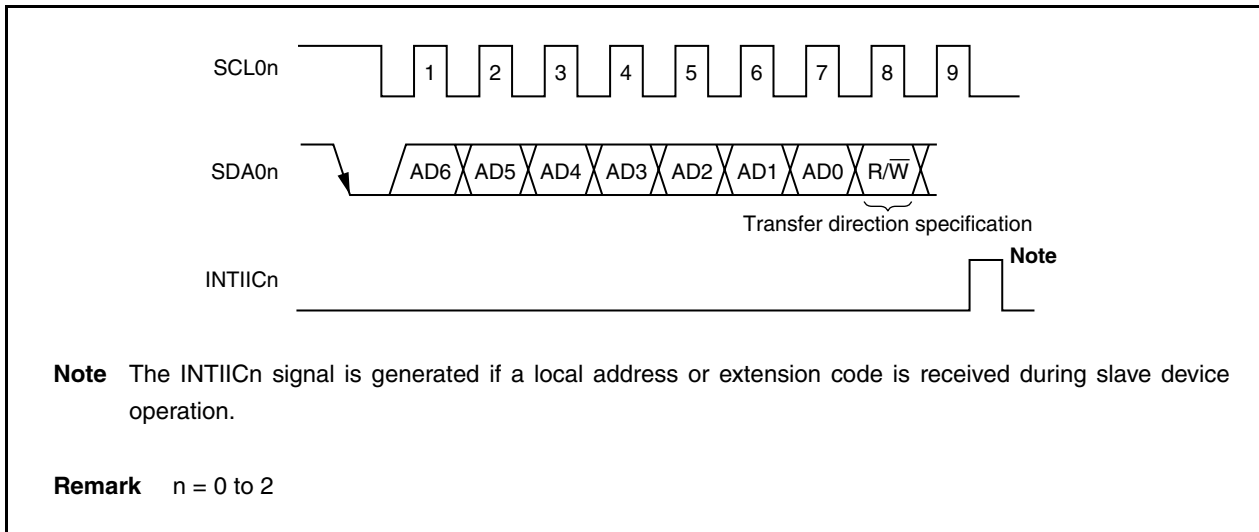 SCL0n
1 2 3 4 5 6 7 8 9
SDA0n
AD6 AD5 AD4 AD3 AD2 AD1 AD0 R/W̅
Transfer direction specification
Note
INTIICn
Note The INTIICn signal is generated if a local address or extension code is received during slave device
operation.
Remark n = 0 to 2